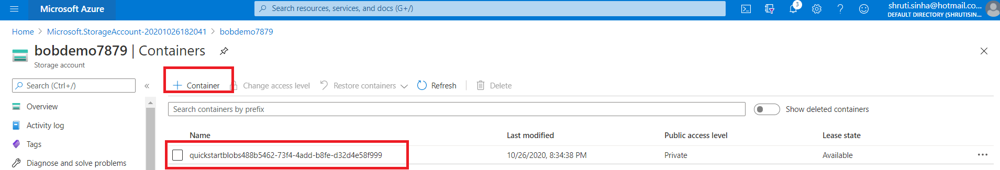 Microsoft Azure
Search resources, services, and docs (G+/)
3
shruti.sinha@hotmail.co...
DEFAULT DIRECTORY (SHRUTISIN...
Home > Microsoft.StorageAccount-20201026182041 > bobdemo7879
bobdemo7879 | Containers
Storage account
Search (Ctrl+/)
«
+ Container
Change access level
Restore containers
Refresh
Delete
Overview
Search containers by prefix
Show deleted containers
Activity log
Name Last modified Public access level Lease state
Tags
quickstartblobs488b5462-73f4-4add-b8fe-d32d4e58f999 10/26/2020, 8:34:38 PM Private Available ...
Diagnose and solve problems